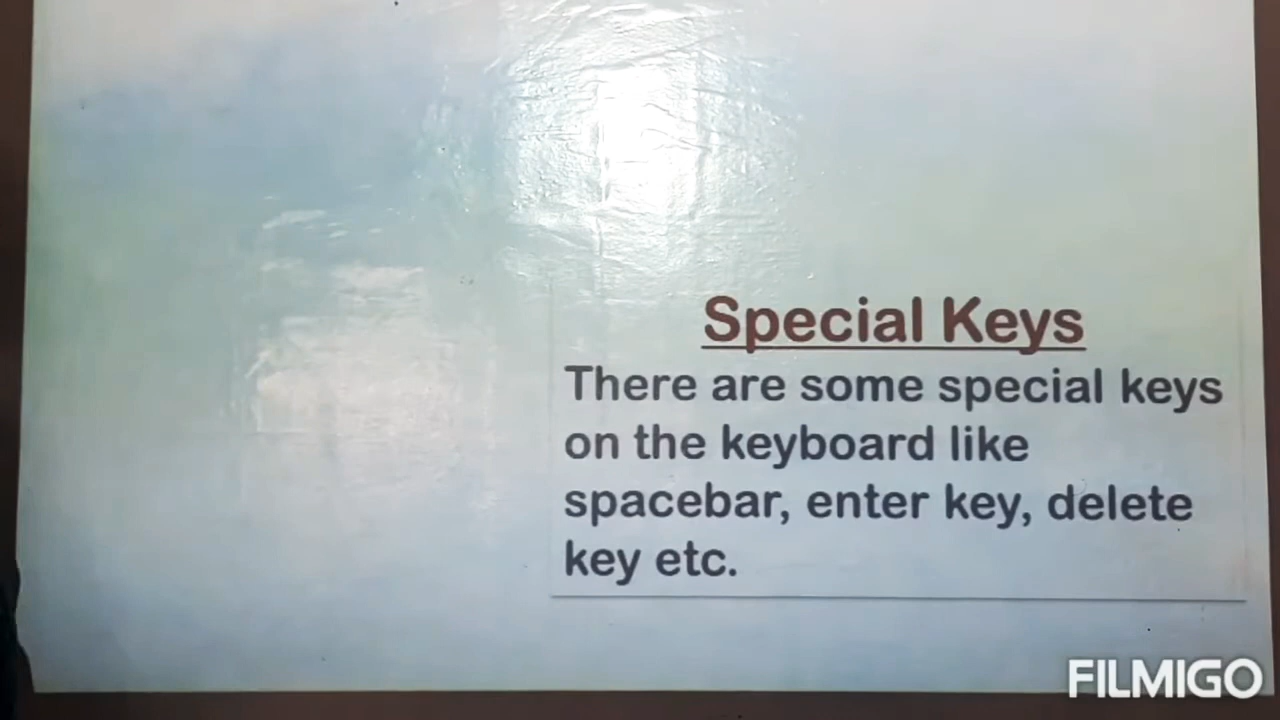 Special Keys
There are some special keys
on the keyboard like
spacebar, enter key, delete
key etc.
FILMIGO